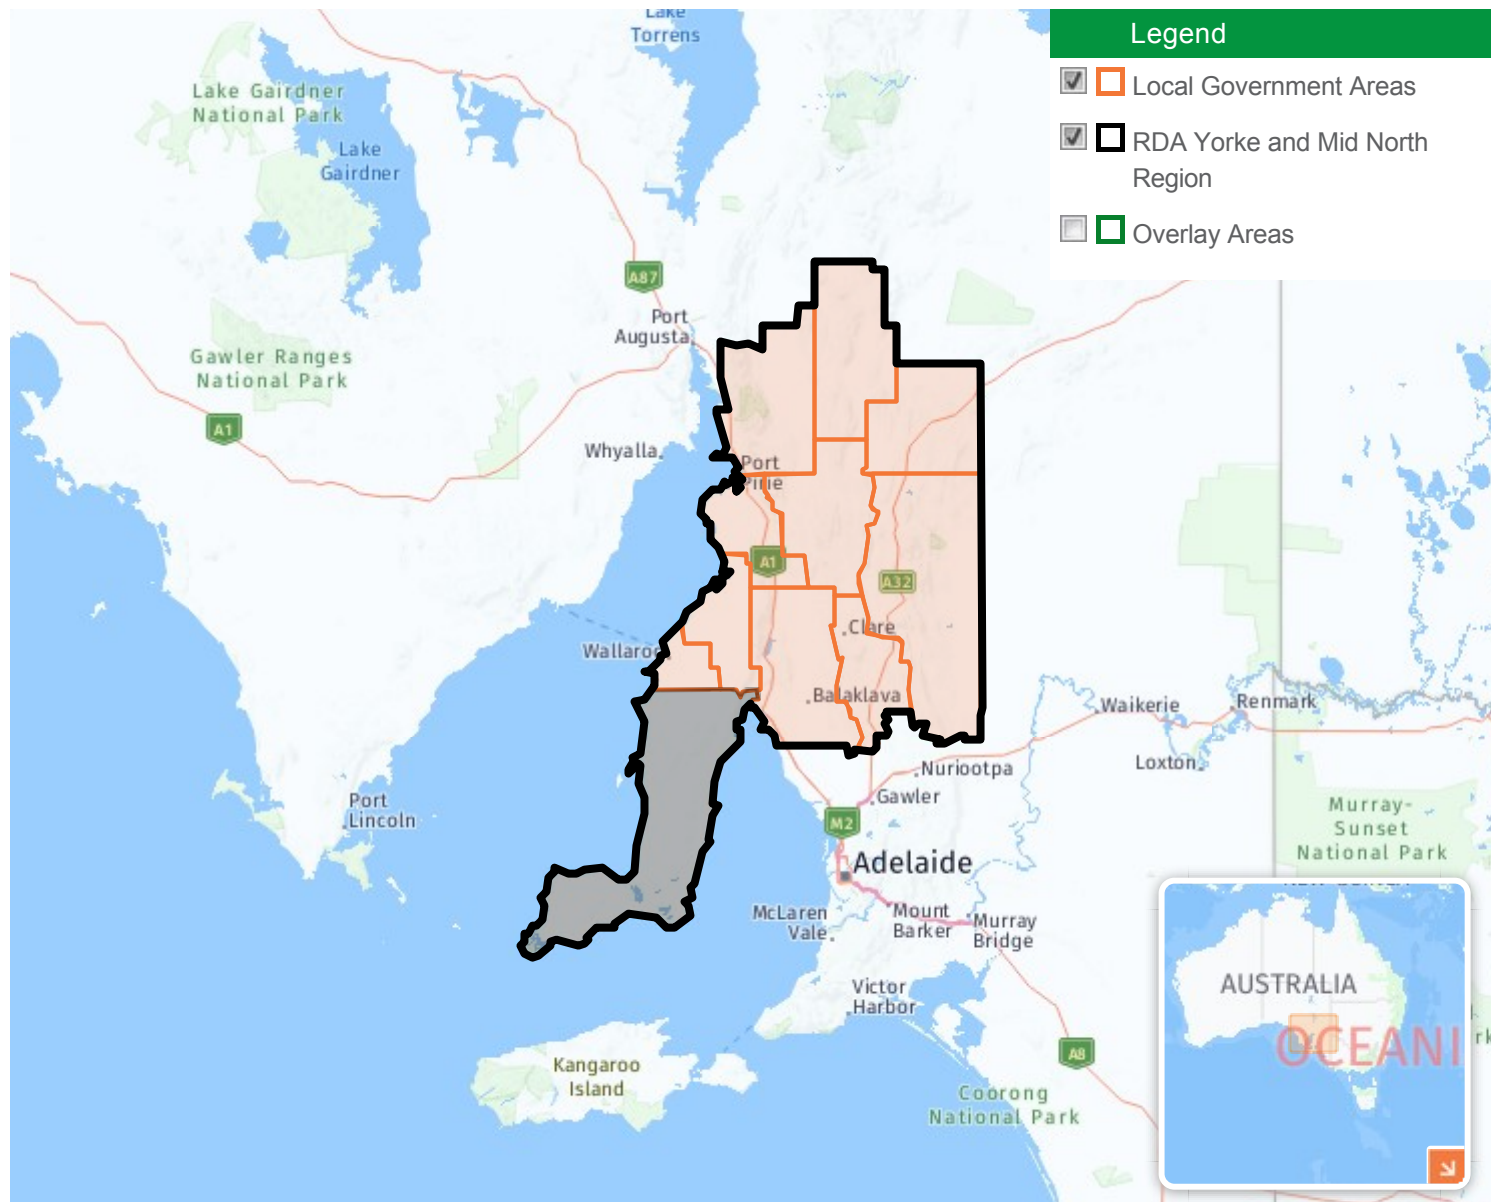 Lake
Torrens
Legend
Local Government Areas
RDA Yorke and Mid North
Region
Overlay Areas
Lake Gairdner
National Park
Lake
Gairdner
A87
Port
Augusta
Gawler Ranges
National Park
A1
Whyalla
Port
Pirie
A1
A32
Clare
Wallaroo
Balaklava
Waikerie
Renmark
Loxton
Nuriootpa
Gawler
Port
Lincoln
M2
Murray-
Sunset
National Park
Adelaide
McLaren
Vale
Mount
Barker
Murray
Bridge
Victor
Harbor
AUSTRALIA
OCEANI
A8
Kangaroo
Island
Coorong
National Park